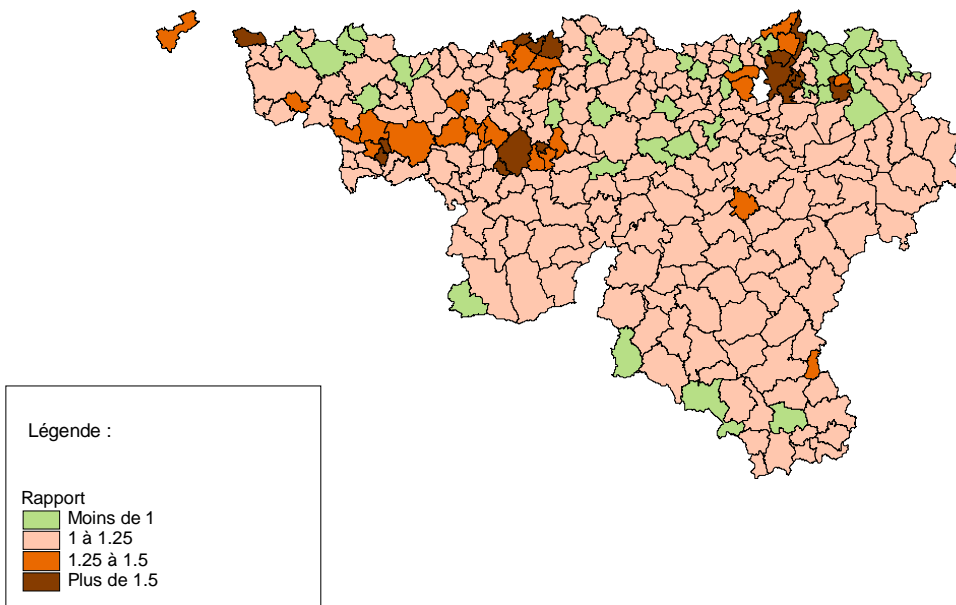 Légende :
Rapport
Moins de 1
1 à 1.25
1.25 à 1.5
Plus de 1.5